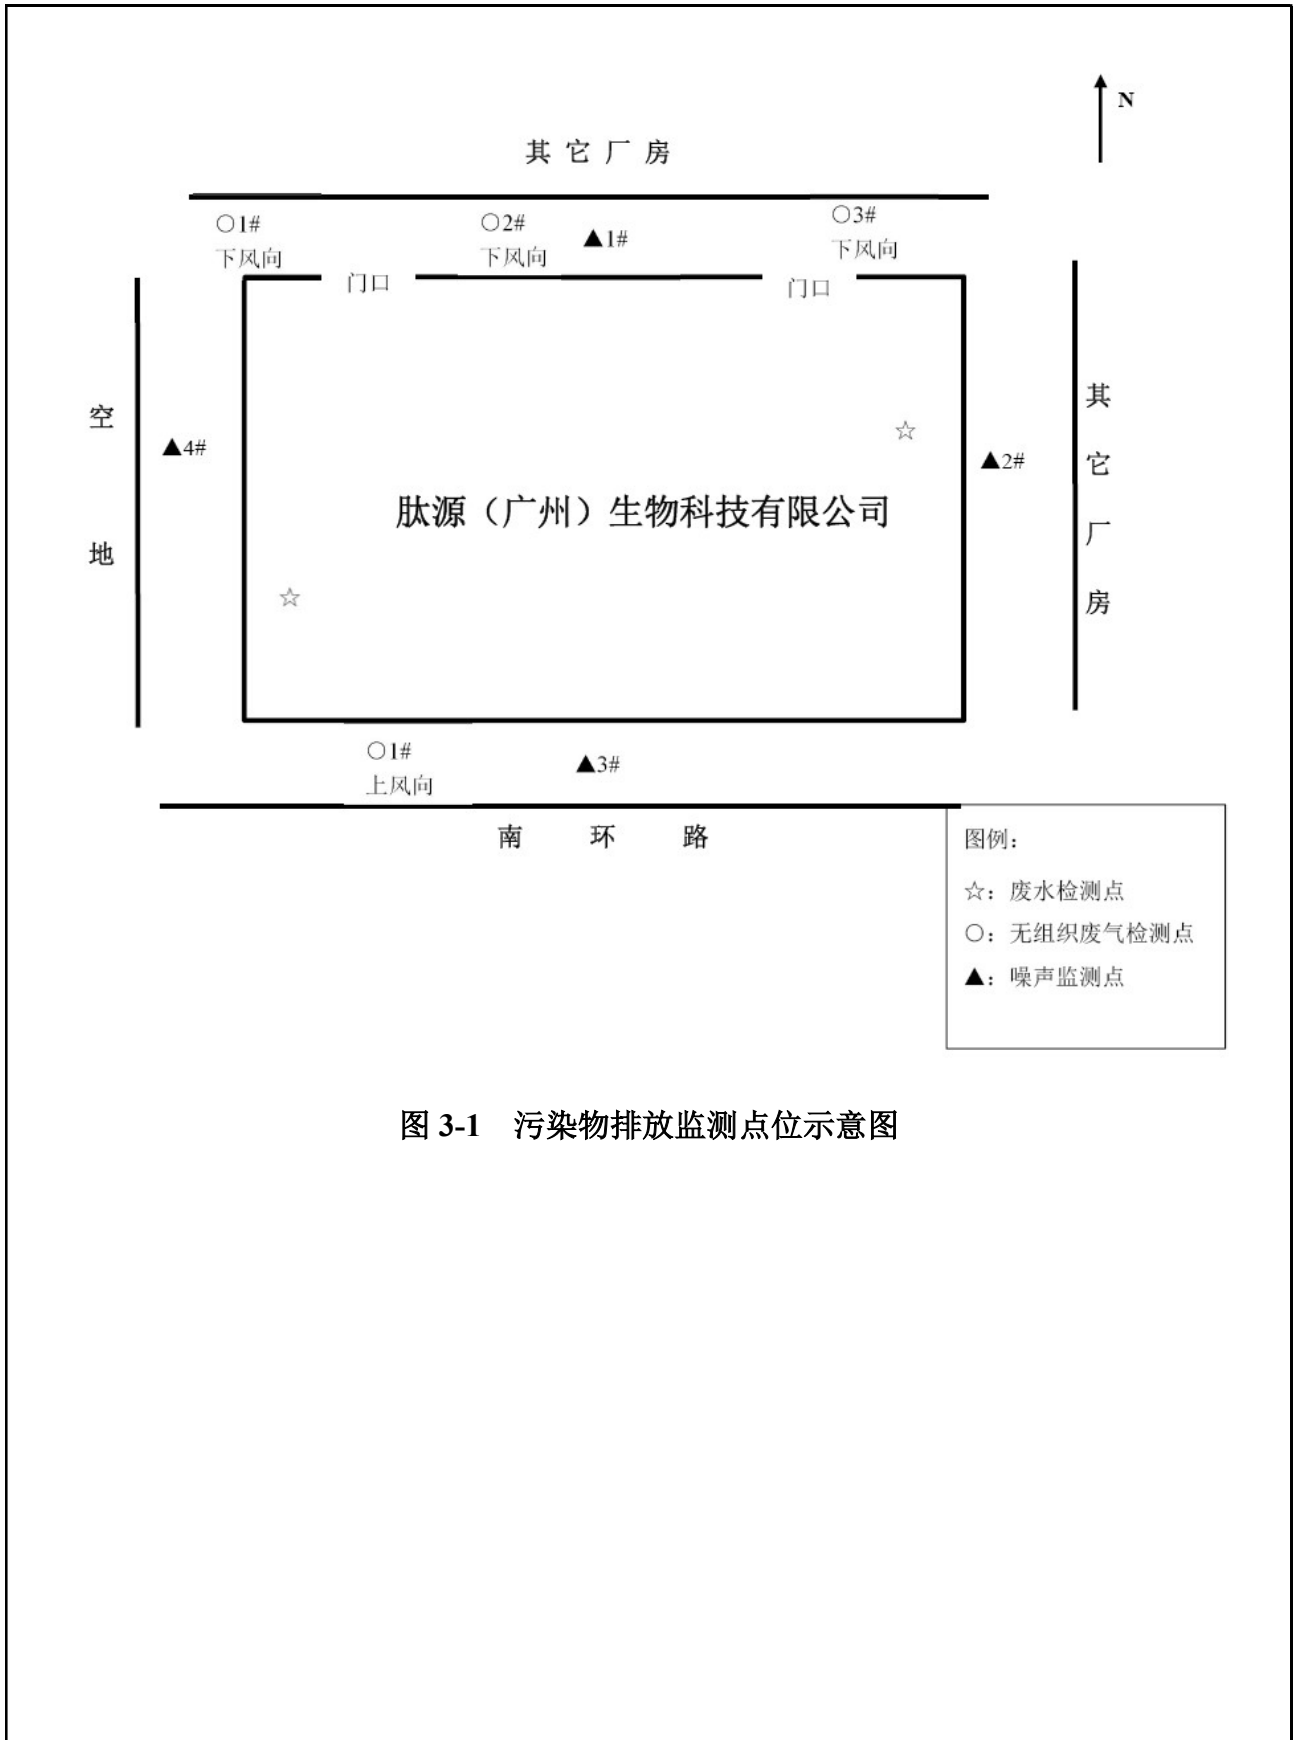 N
其它厂房
○1#
下风向
○2#
下风向
▲1#
○3#
下风向
门口
门口
空地
▲4#
☆
▲2#
其它厂房
肽源（广州）生物科技有限公司
☆
○1#
上风向
▲3#
南环路
图例：
☆：废水检测点
○：无组织废气检测点
▲：噪声监测点
图 3-1 污染物排放监测点位示意图